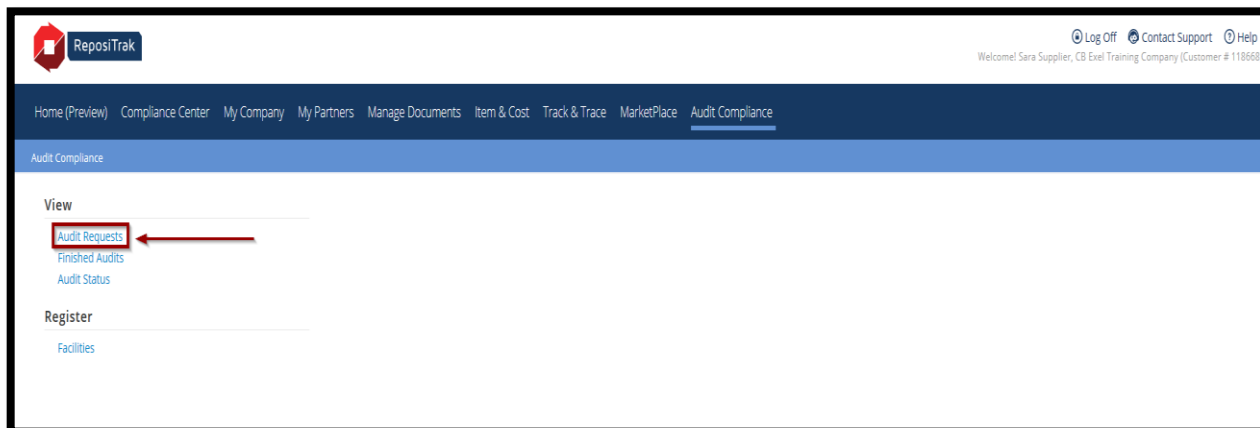 ReposiTrak
Log Off Contact Support Help
Welcome! Sara Supplier, CB Exel Training Company (Customer # 118668
Home (Preview) Compliance Center My Company My Partners Manage Documents Item & Cost Track & Trace MarketPlace Audit Compliance
Audit Compliance
View
Audit Requests
Finished Audits
Audit Status
Register
Facilities